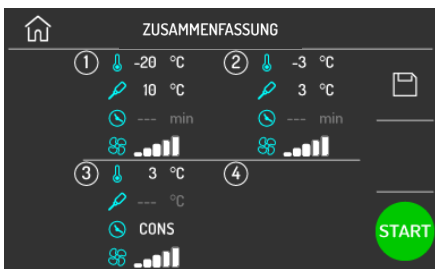 ZUSAMMENFASSUNG
1 -20 °C
10 °C
--- min
2 -3 °C
3 °C
--- min
3 3 °C
--- °C
CONS
4
START